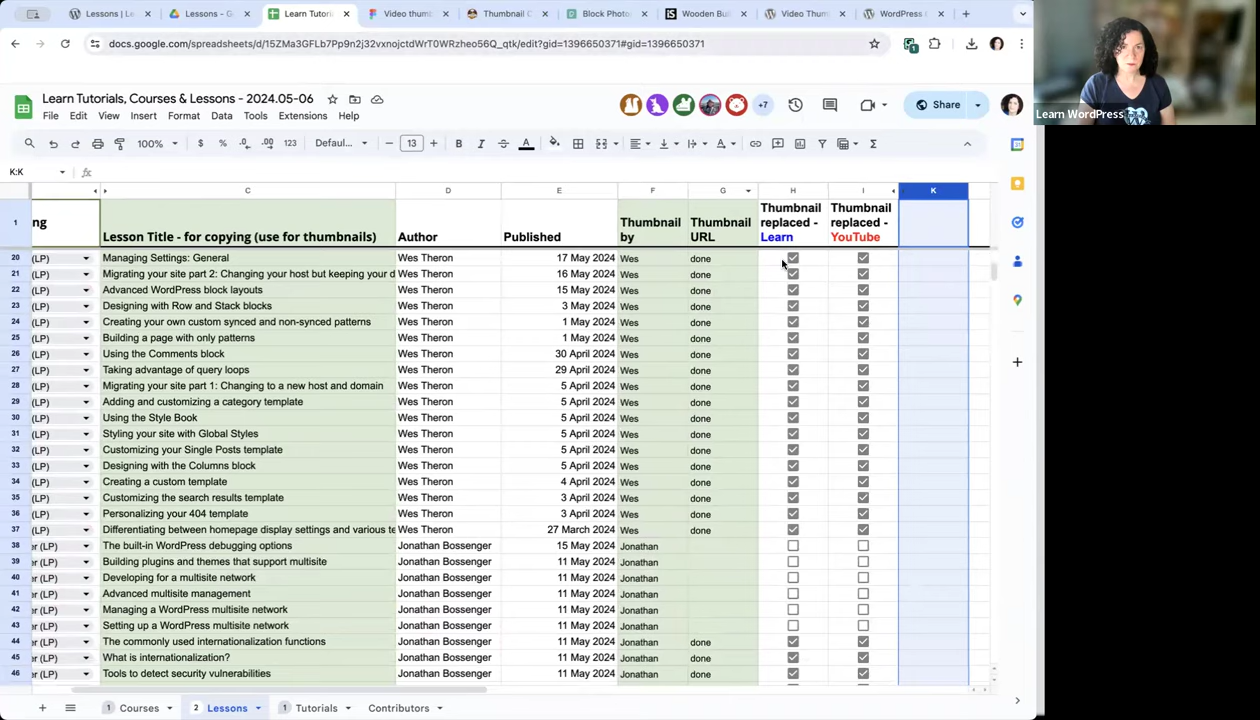 Lessons | L
Lessons - G
Learn Tutori
Video thumb
Thumbnail C
Block Photo
Wooden Buil
Video Thum
WordPress
docs.google.com/spreadsheets/d/15ZMa3GFLb7Pp9n2j32vxnojctdWrT0WRzheo56Q_qtk/edit?gid=1396650371#gid=1396650371
Learn WordPress
Learn Tutorials, Courses & Lessons - 2024.05-06
+7
Share
File Edit View Insert Format Data Tools Extensions Help
100% $ % .0 .00 123 Defaul... 13 B I A
K:K
C D E F G H I K
1 ng Lesson Title - for copying (use for thumbnails) Author Published Thumbnail by Thumbnail URL Thumbnail replaced - Learn Thumbnail replaced - YouTube
20 (LP) Managing Settings: General Wes Theron 17 May 2024 Wes done
21 (LP) Migrating your site part 2: Changing your host but keeping your d Wes Theron 16 May 2024 Wes done
22 (LP) Advanced WordPress block layouts Wes Theron 15 May 2024 Wes done
23 (LP) Designing with Row and Stack blocks Wes Theron 3 May 2024 Wes done
24 (LP) Creating your own custom synced and non-synced patterns Wes Theron 1 May 2024 Wes done
25 (LP) Building a page with only patterns Wes Theron 1 May 2024 Wes done
26 (LP) Using the Comments block Wes Theron 30 April 2024 Wes done
27 (LP) Taking advantage of query loops Wes Theron 29 April 2024 Wes done
28 (LP) Migrating your site part 1: Changing to a new host and domain Wes Theron 5 April 2024 Wes done
29 (LP) Adding and customizing a category template Wes Theron 5 April 2024 Wes done
30 (LP) Using the Style Book Wes Theron 5 April 2024 Wes done
31 (LP) Styling your site with Global Styles Wes Theron 5 April 2024 Wes done
32 (LP) Customizing your Single Posts template Wes Theron 5 April 2024 Wes done
33 (LP) Designing with the Columns block Wes Theron 5 April 2024 Wes done
34 (LP) Creating a custom template Wes Theron 4 April 2024 Wes done
35 (LP) Customizing the search results template Wes Theron 3 April 2024 Wes done
36 (LP) Personalizing your 404 template Wes Theron 3 April 2024 Wes done
37 (LP) Differentiating between homepage display settings and various te Wes Theron 27 March 2024 Wes done
38 er (LP) The built-in WordPress debugging options Jonathan Bossenger 15 May 2024 Jonathan
39 er (LP) Building plugins and themes that support multisite Jonathan Bossenger 11 May 2024 Jonathan
40 er (LP) Developing for a multisite network Jonathan Bossenger 11 May 2024 Jonathan
41 er (LP) Advanced multisite management Jonathan Bossenger 11 May 2024 Jonathan
42 er (LP) Managing a WordPress multisite network Jonathan Bossenger 11 May 2024 Jonathan
43 er (LP) Setting up a WordPress multisite network Jonathan Bossenger 11 May 2024 Jonathan
44 er (LP) The commonly used internationalization functions Jonathan Bossenger 11 May 2024 Jonathan done
45 er (LP) What is internationalization? Jonathan Bossenger 11 May 2024 Jonathan done
46 er (LP) Tools to detect security vulnerabilities Jonathan Bossenger 11 May 2024 Jonathan done
1 Courses 2 Lessons 1 Tutorials Contributors